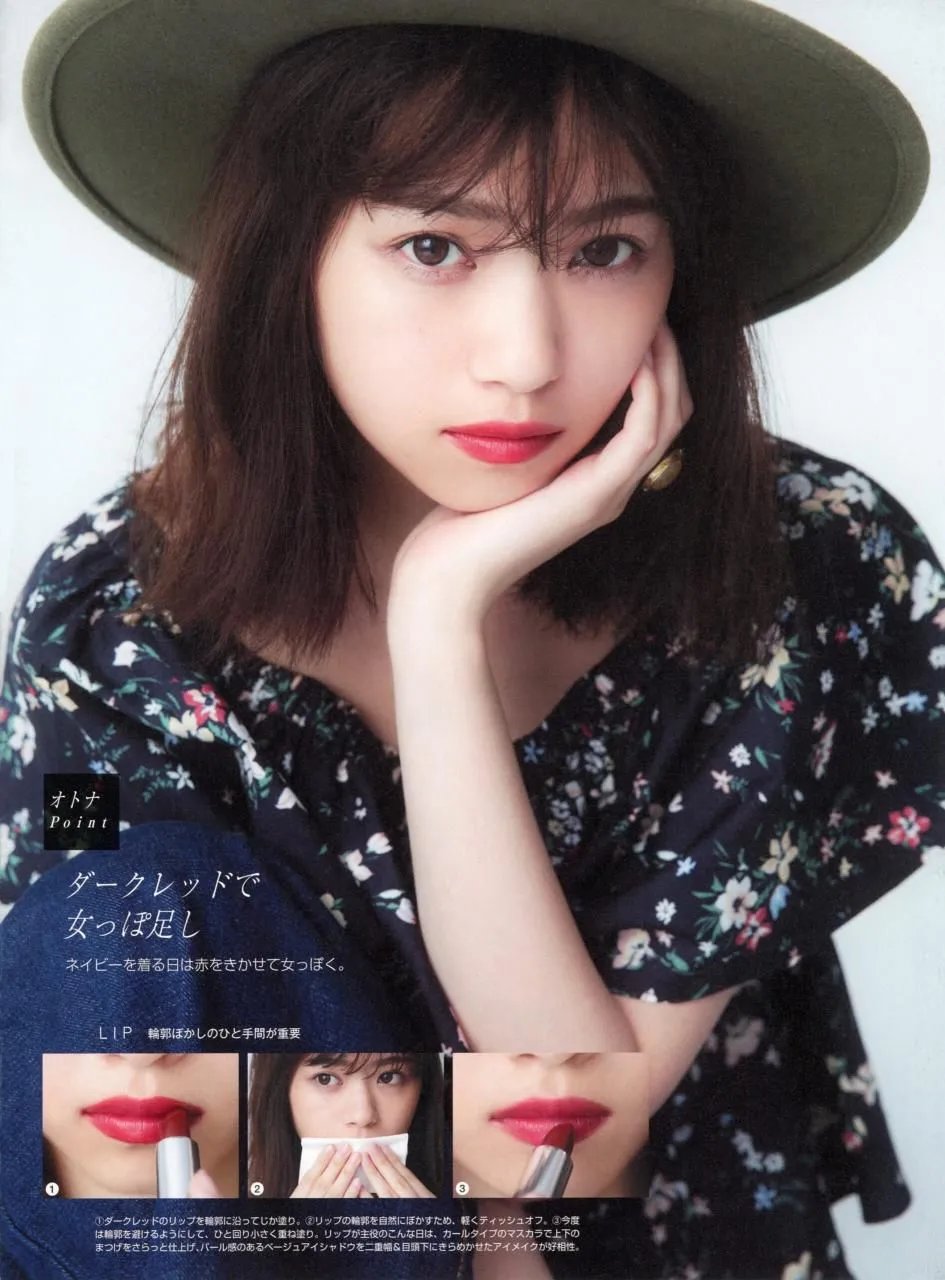 オトナ
Point
ダークレッドで
女っぽ足し
ネイビーを着る日は赤をきかせて女っぽく。
LIP 輪郭ぼかしのひと手間が重要
1 2 3
①ダークレッドのリップを輪郭に沿ってじか塗り。②リップの輪郭を自然にぼかすため、軽くティッシュオフ。③今度
は輪郭を避けるようにして、ひと回り小さく重ね塗り。リップが主役のこんな日は、カールタイプのマスカラで上下の
まつげをさらっと仕上げ、パール感のあるベージュアイシャドウを二重幅&目頭下にきらめかせたアイメイクが好相性。